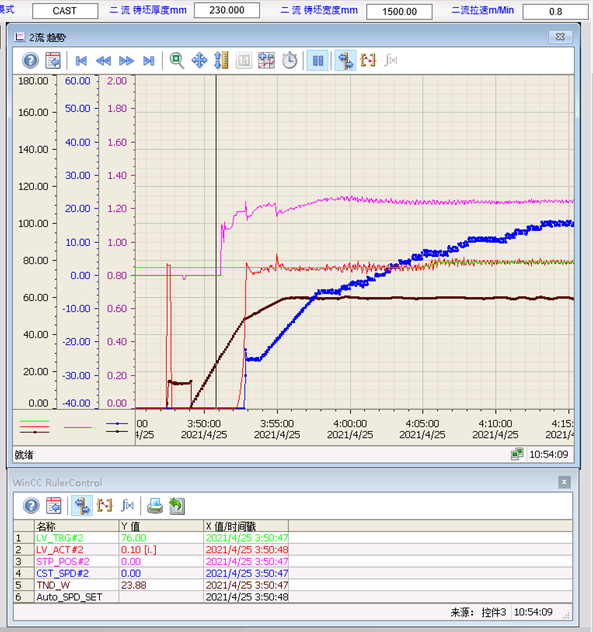 模式 CAST 二 流 铸坯厚度mm 230.000 二 流 铸坯宽度mm 1500.00 二流拉速m/Min 0.8
2流 趋势
180.00 60.00 2.00
160.00 50.00 1.80
40.00 1.60
140.00 30.00 1.40
120.00
100.00 20.00 1.20
10.00 1.00
80.00 0.00 0.80
60.00 -10.00 0.60
40.00 -20.00 0.40
20.00 -30.00 0.20
0.00 -40.00 0.00
:00 3:50:00 3:55:00 4:00:00 4:05:00 4:10:00 4:15:
4/25 2021/4/25 2021/4/25 2021/4/25 2021/4/25 2021/4/25 2021/4
就绪 10:54:09
WinCC RulerControl
名称 Y 值 X 值/时间戳
1 LV_TRG#2 76.00 2021/4/25 3:50:47
2 LV_ACT#2 0.10 [i.] 2021/4/25 3:50:48
3 STP_POS#2 0.00 2021/4/25 3:50:47
4 CST_SPD#2 0.00 2021/4/25 3:50:47
5 TND_W 23.88 2021/4/25 3:50:47
6 Auto_SPD_SET 2021/4/25 3:50:48
来源: 控件3 10:54:09